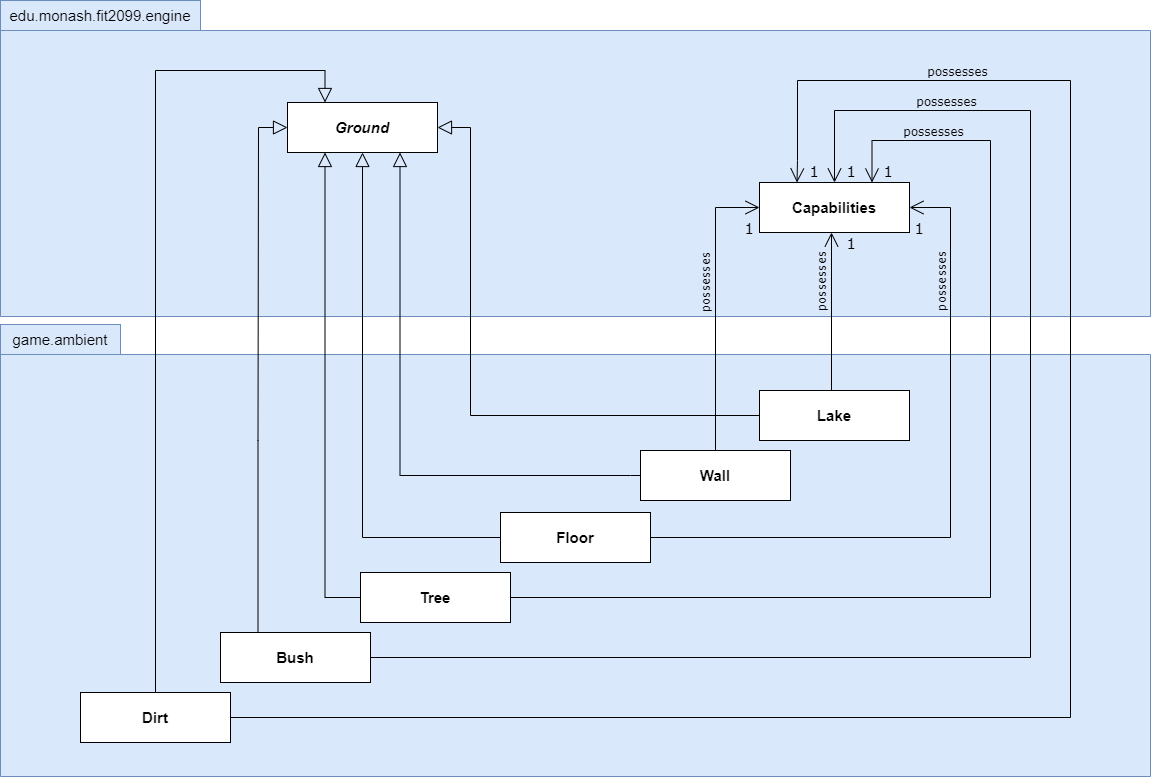 edu.monash.fit2099.engine
possesses
possesses
possesses
Ground
1
1
1
Capabilities
1
1
1
possesses
possesses
possesses
game.ambient
Lake
Wall
Floor
Tree
Bush
Dirt